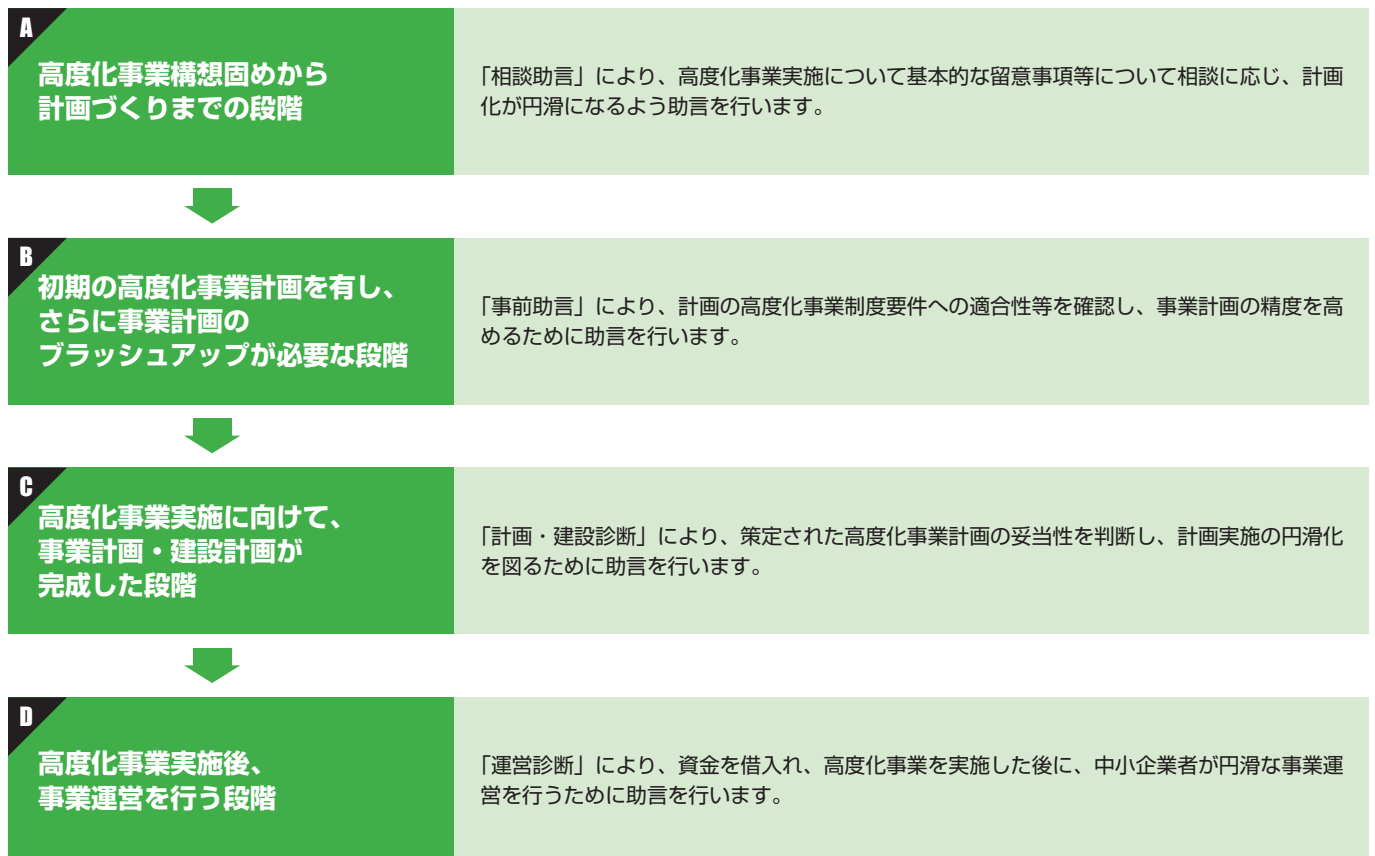 A
高度化事業構想固めから
計画づくりまでの段階
「相談助言」により、高度化事業実施について基本的な留意事項等について相談に応じ、計画
化が円滑になるよう助言を行います。
B
初期の高度化事業計画を有し、
さらに事業計画の
ブラッシュアップが必要な段階
「事前助言」により、計画の高度化事業制度要件への適合性等を確認し、事業計画の精度を高
めるために助言を行います。
C
高度化事業実施に向けて、
事業計画・建設計画が
完成した段階
「計画・建設診断」により、策定された高度化事業計画の妥当性を判断し、計画実施の円滑化
を図るために助言を行います。
D
高度化事業実施後、
事業運営を行う段階
「運営診断」により、資金を借入れ、高度化事業を実施した後に、中小企業者が円滑な事業運
営を行うために助言を行います。